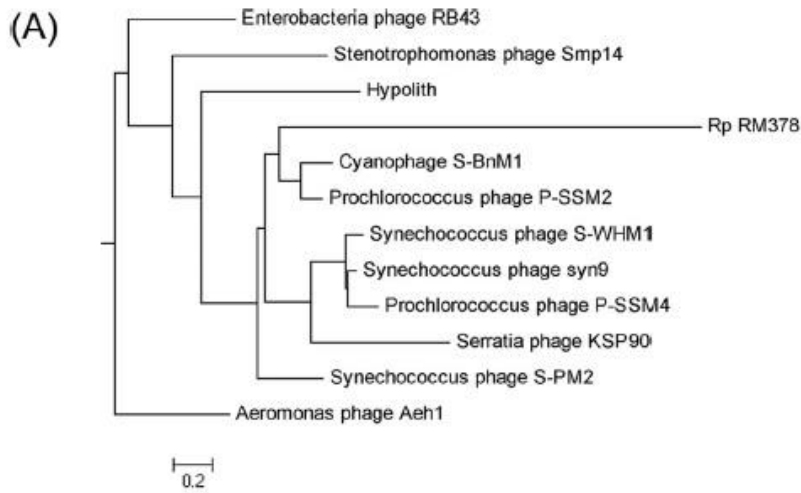 (A)
Enterobacteria phage RB43
Stenotrophomonas phage Smp14
Hypolith
Rp RM378
Cyanophage S-BnM1
Prochlorococcus phage P-SSM2
Synechococcus phage S-WHM1
Synechococcus phage syn9
Prochlorococcus phage P-SSM4
Serratia phage KSP90
Synechococcus phage S-PM2
Aeromonas phage Aeh1
0.2